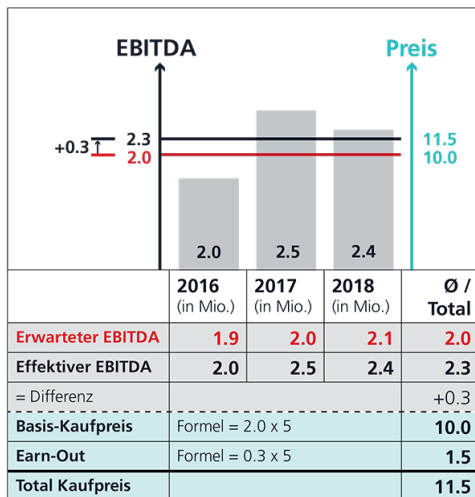 EBITDA Preis
+0.3 2.3 11.5
2.0 10.0
2.0 2.5 2.4
2016 2017 2018 Ø /
(in Mio.) (in Mio.) (in Mio.) Total
Erwarteter EBITDA 1.9 2.0 2.1 2.0
Effektiver EBITDA 2.0 2.5 2.4 2.3
= Differenz +0.3
Basis-Kaufpreis Formel = 2.0 x 5 10.0
Earn-Out Formel = 0.3 x 5 1.5
Total Kaufpreis 11.5